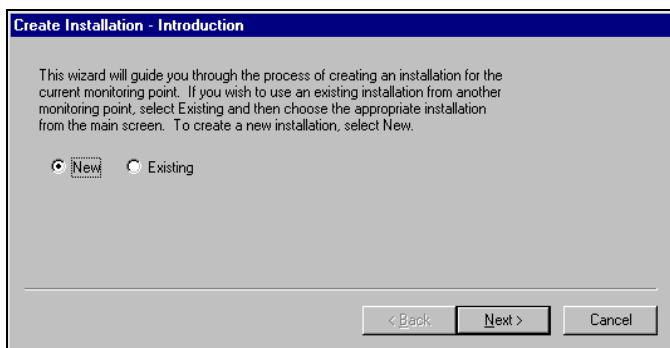 Create Installation - Introduction
This wizard will guide you through the process of creating an installation for the
current monitoring point.  If you wish to use an existing installation from another
monitoring point, select Existing and then choose the appropriate installation
from the main screen.  To create a new installation, select New.
New Existing
< Back Next > Cancel